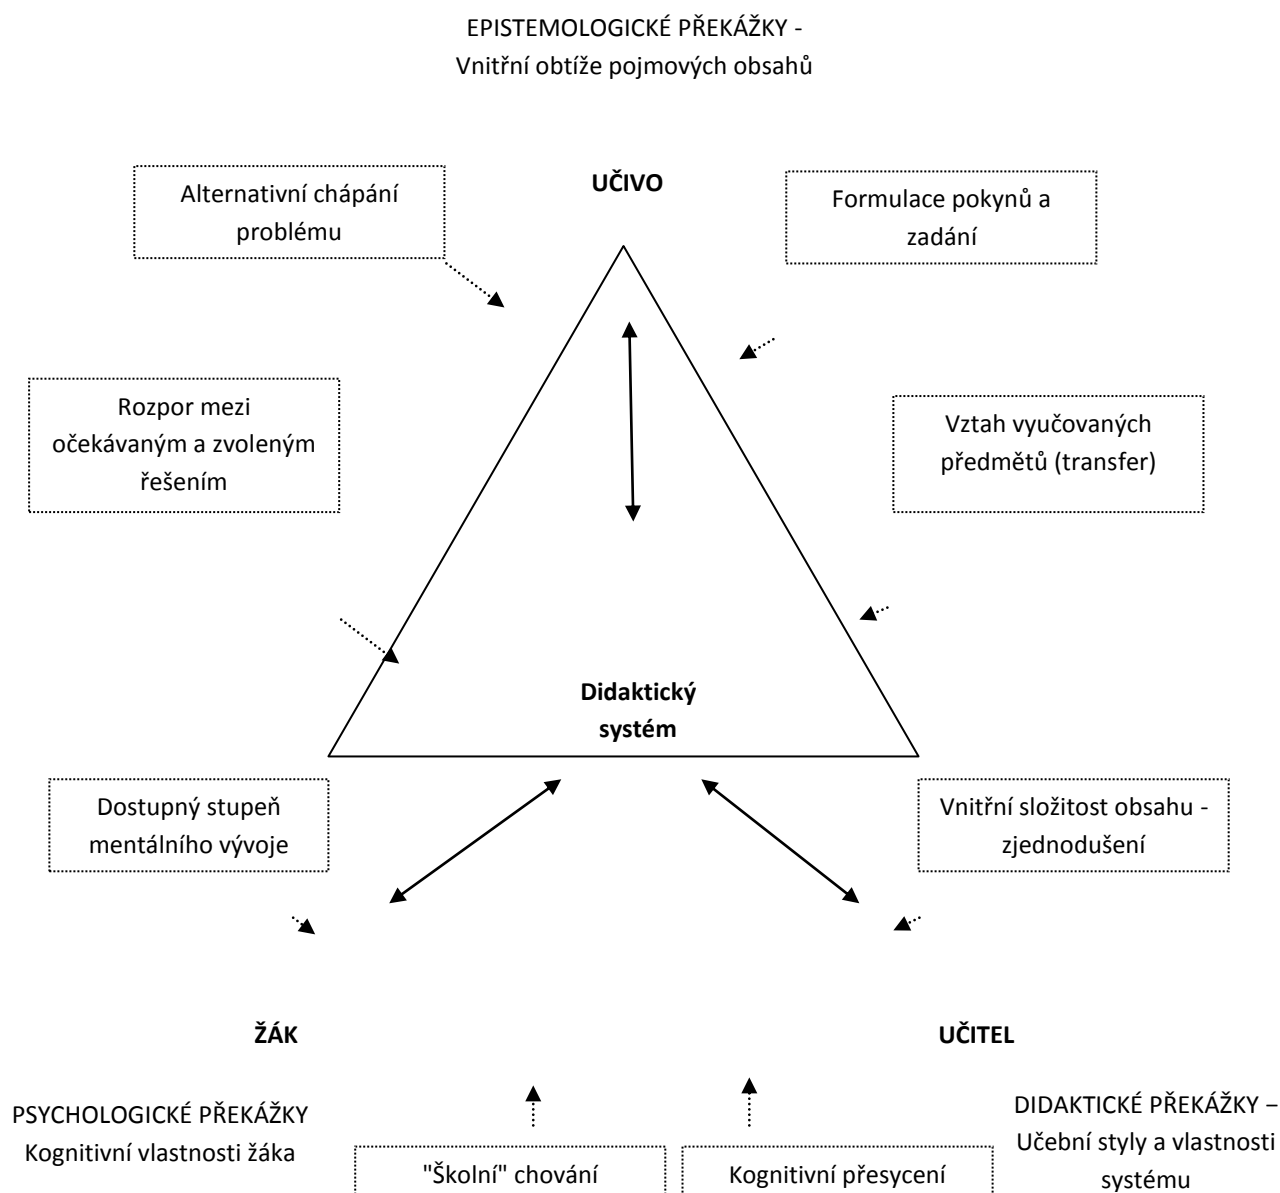 EPISTEMOLOGICKÉ PŘEKÁŽKY -
Vnitřní obtíže pojmových obsahů
Alternativní chápání
problému
UČIVO
Formulace pokynů a
zadání
Rozpor mezi
očekávaným a zvoleným
řešením
Vztah vyučovaných
předmětů (transfer)
Didaktický
systém
Dostupný stupeň
mentálního vývoje
Vnitřní složitost obsahu -
zjednodušení
ŽÁK
UČITEL
PSYCHOLOGICKÉ PŘEKÁŽKY
Kognitivní vlastnosti žáka
DIDAKTICKÉ PŘEKÁŽKY –
Učební styly a vlastnosti
systému
"Školní" chování
Kognitivní přesycení